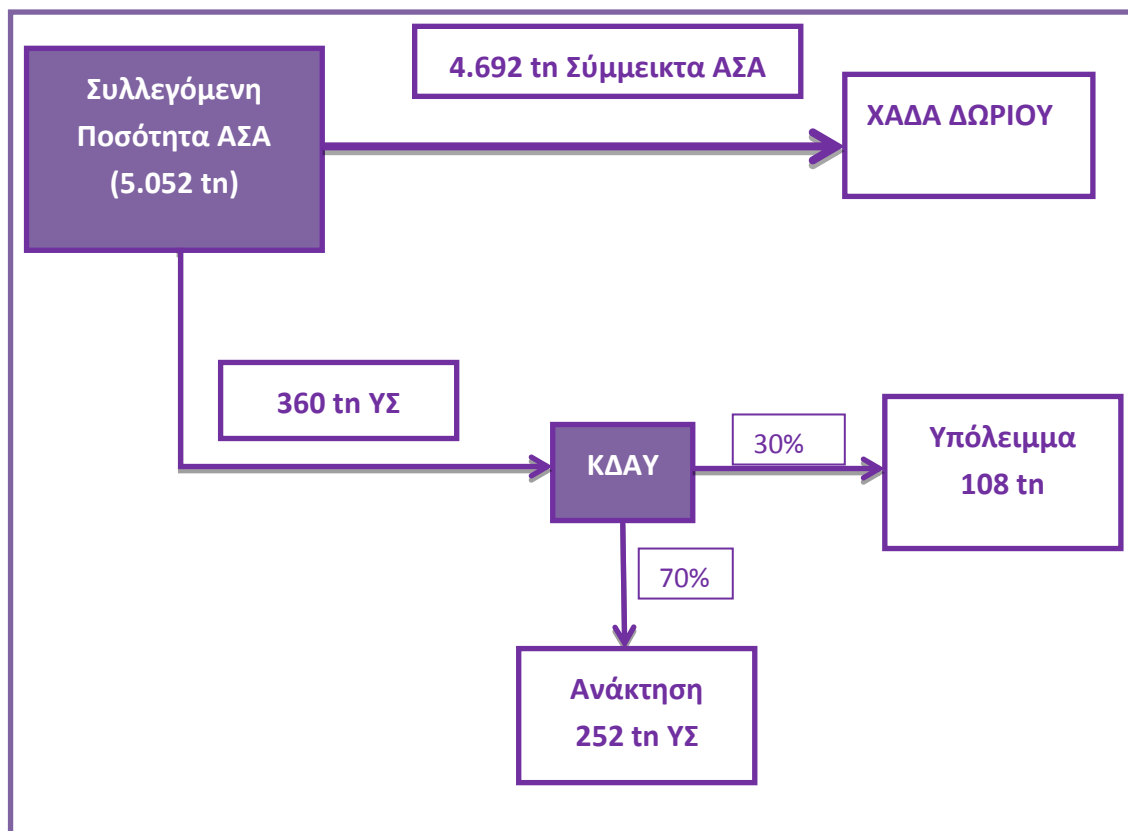 Συλλεγόμενη
Ποσότητα ΑΣΑ
(5.052 tn)
4.692 tn Σύμμεικτα ΑΣΑ
ΧΑΔΑ ΔΩΡΙΟΥ
360 tn ΥΣ
ΚΔΑΥ
30%
Υπόλειμμα
108 tn
70%
Ανάκτηση
252 tn ΥΣ